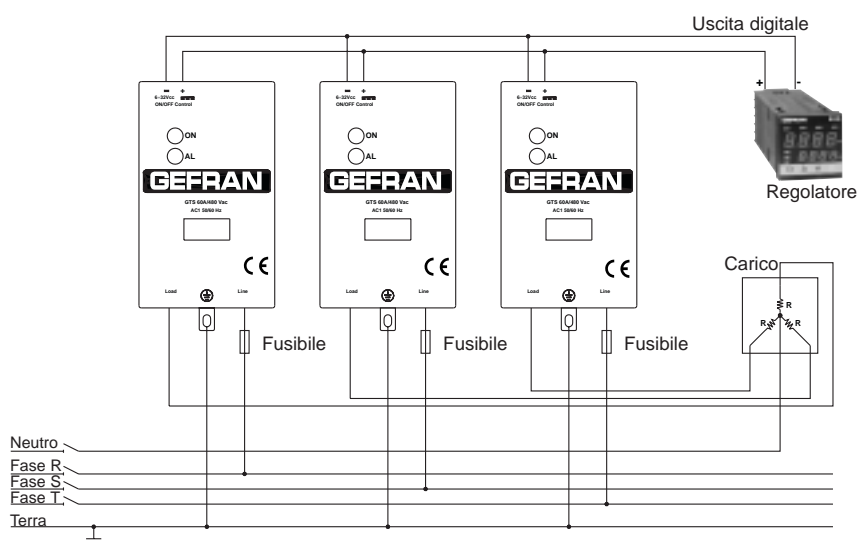 Uscita digitale
- +
6-32Vcc
ON/OFF Control
ON
AL
GEFRAN
GTS 60A/480 Vac
AC1 50/60 Hz
CE
Load
Line
Fusibile
- +
6-32Vcc
ON/OFF Control
ON
AL
GEFRAN
GTS 60A/480 Vac
AC1 50/60 Hz
CE
Load
Line
Fusibile
- +
6-32Vcc
ON/OFF Control
ON
AL
GEFRAN
GTS 60A/480 Vac
AC1 50/60 Hz
CE
Load
Line
Fusibile
+ -
Regolatore
Carico
R
R
R
Neutro
Fase R
Fase S
Fase T
Terra